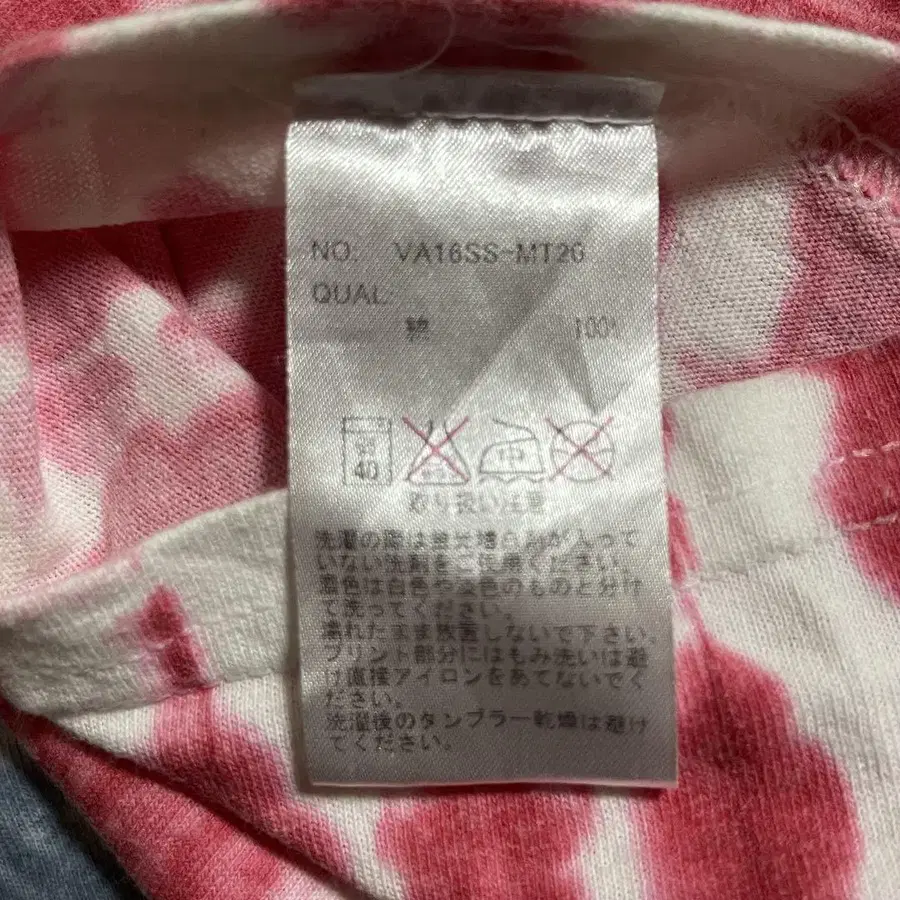 NO. VA16SS-MT20
QUAL:
綿 100%
40
中
取り扱い注意
洗濯の際は蛍光増白剤が入って
いない洗剤をご使用ください。
濃色は白色や淡色のものと分け
て洗ってください。
濡れたまま放置しないで下さい。
プリント部分にはもみ洗いは避
け直接アイロンをあてないでく
ださい。
洗濯後のタンブラー乾燥は避け
てください。